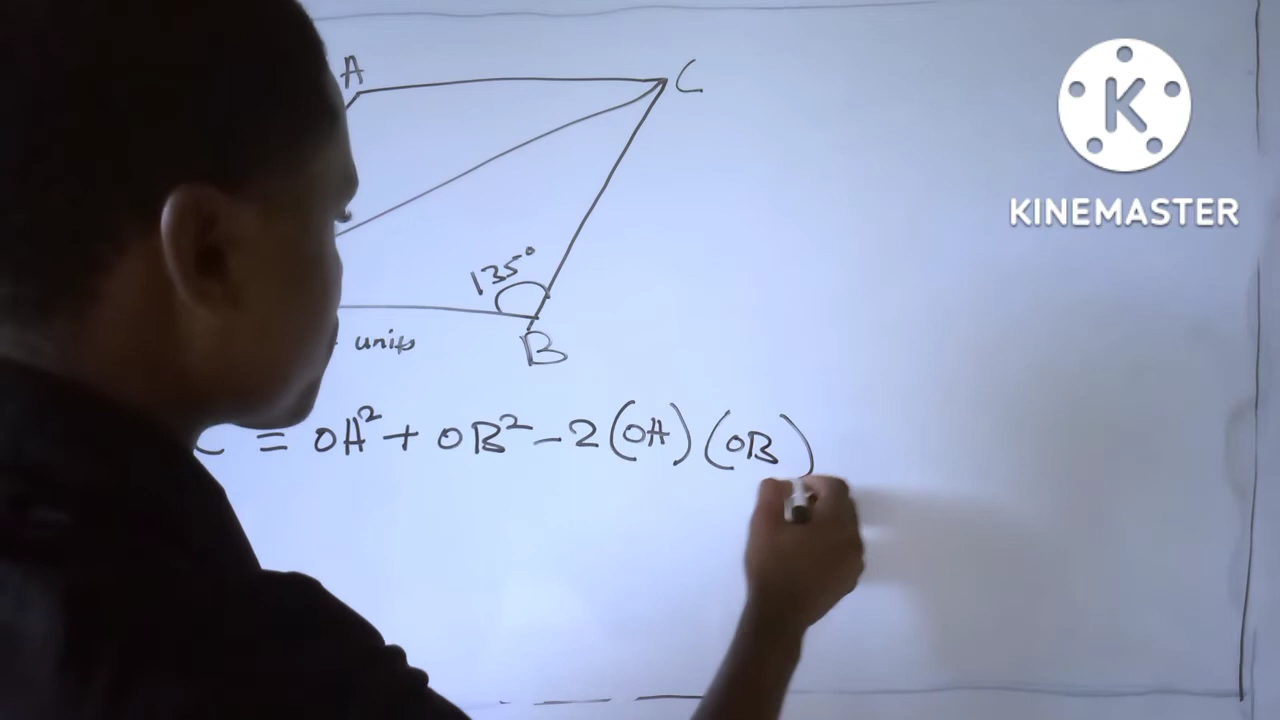 A
C
135°
units
B
C = OA² + OB² - 2(OA)(OB)
K
KINEMASTER